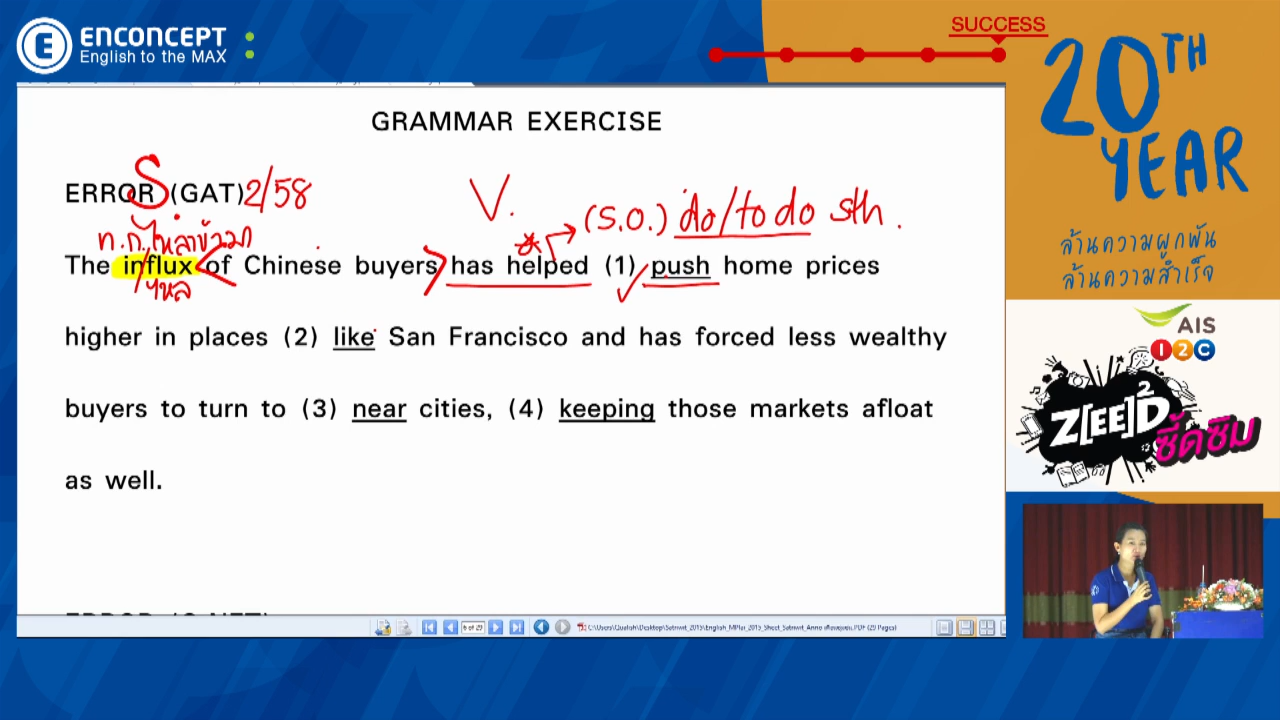 ENCONCEPT
English to the MAX
SUCCESS
20TH
YEAR
ล้านความผูกพัน
ล้านความสำเร็จ
GRAMMAR EXERCISE
S
ERROR (GAT) 2/58
V.
(S.O.) do/to do sth.
ท.ก.ไหลเข้ามา
The influx of Chinese buyers has helped (1) push home prices
ไหล
higher in places (2) like San Francisco and has forced less wealthy
buyers to turn to (3) near cities, (4) keeping those markets afloat
as well.
AIS
I2C
Z[EE]D2
ซี้ดซิม
6 of 29